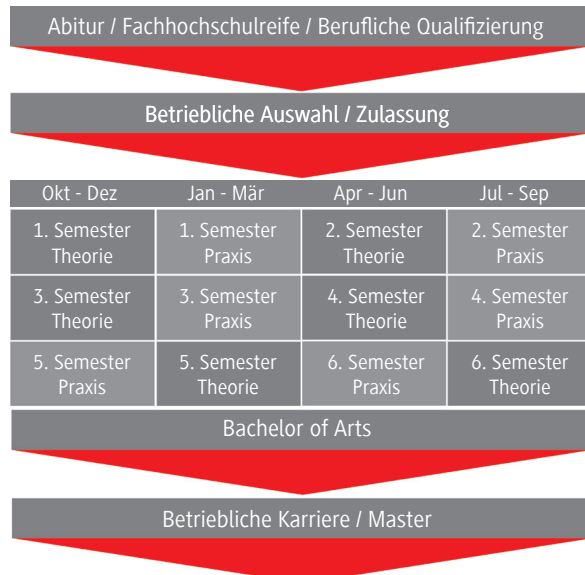 Abitur / Fachhochschulreife / Berufliche Qualifizierung
Betriebliche Auswahl / Zulassung
Okt - Dez Jan - Mär Apr - Jun Jul - Sep
1. Semester 1. Semester 2. Semester 2. Semester
Theorie Praxis Theorie Praxis
3. Semester 3. Semester 4. Semester 4. Semester
Theorie Praxis Theorie Praxis
5. Semester 5. Semester 6. Semester 6. Semester
Praxis Theorie Praxis Theorie
Bachelor of Arts
Betriebliche Karriere / Master